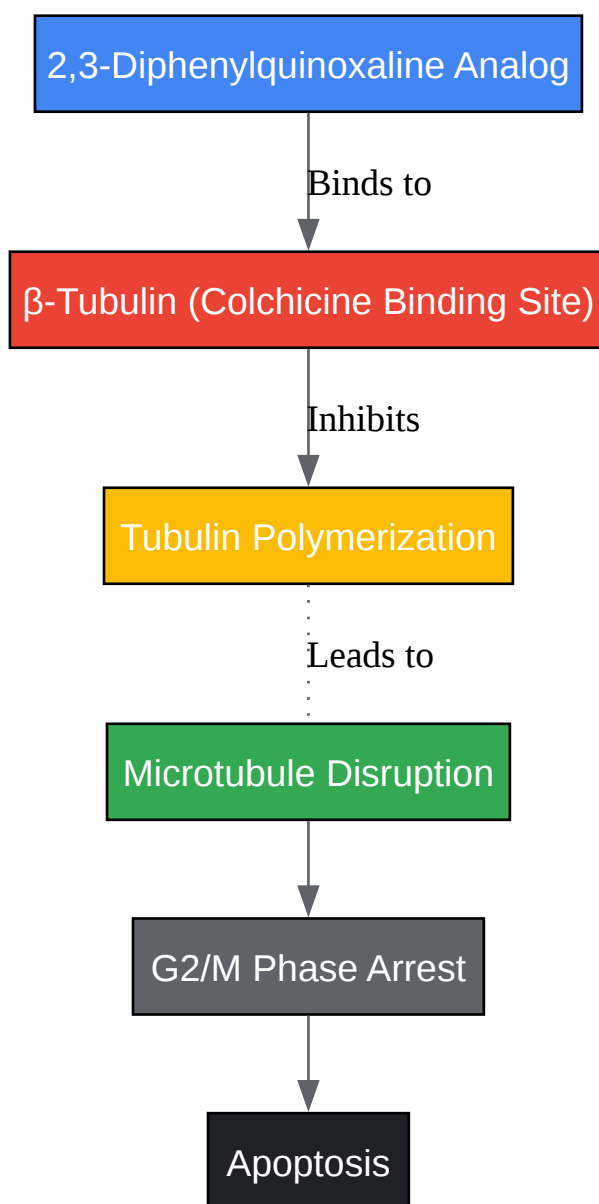 2,3-Diphenylquinoxaline Analog
Binds to
β-Tubulin (Colchicine Binding Site)
Inhibits
Tubulin Polymerization
Leads to
Microtubule Disruption
G2/M Phase Arrest
Apoptosis